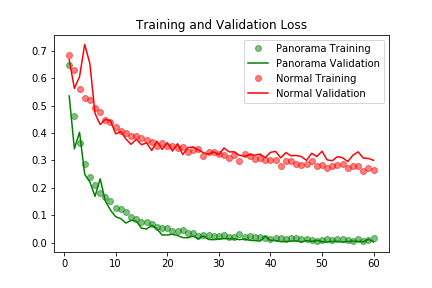 Training and Validation Loss
Panorama Training
Panorama Validation
Normal Training
Normal Validation
0.7
0.6
0.5
0.4
0.3
0.2
0.1
0.0
0 10 20 30 40 50 60